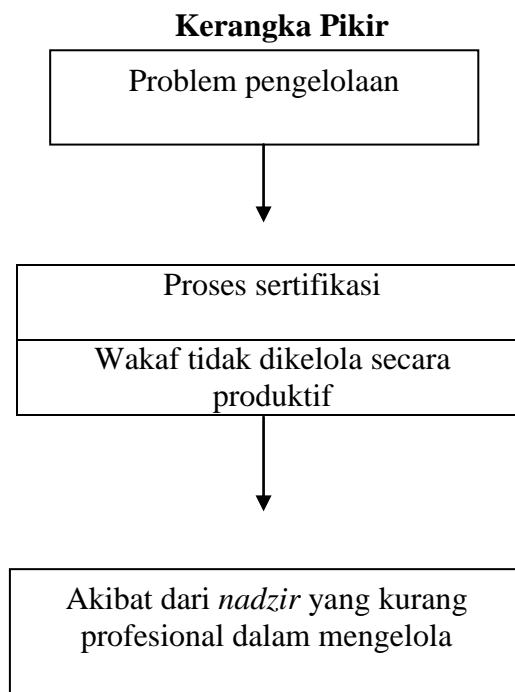 Kerangka Pikir
Problem pengelolaan
Proses sertifikasi
Wakaf tidak dikelola secara
produktif
Akibat dari nadzir yang kurang
profesional dalam mengelola